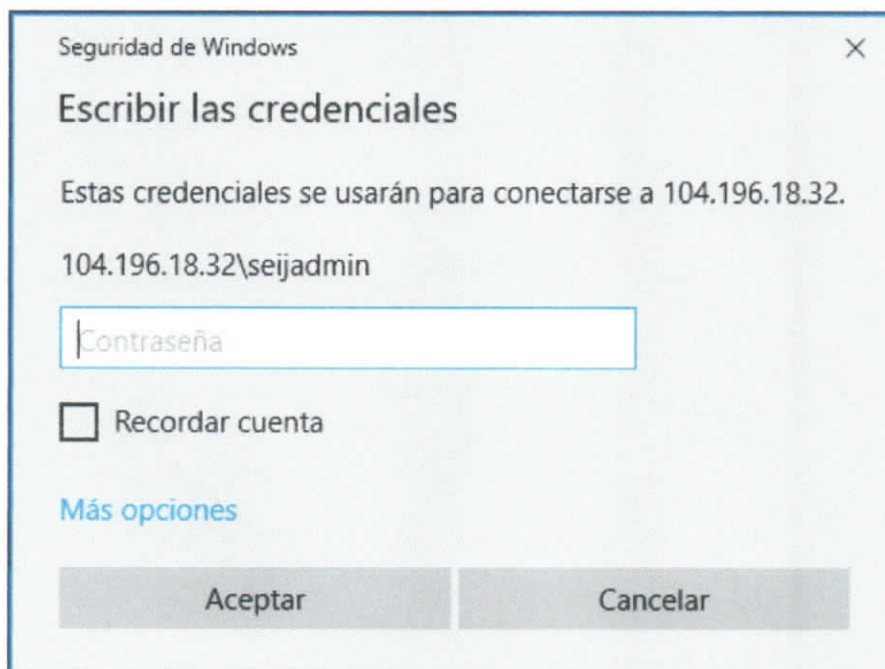 Seguridad de Windows
Escribir las credenciales
Estas credenciales se usarán para conectarse a 104.196.18.32.
104.196.18.32\seijadmin
Contraseña
Recordar cuenta
Más opciones
Aceptar
Cancelar